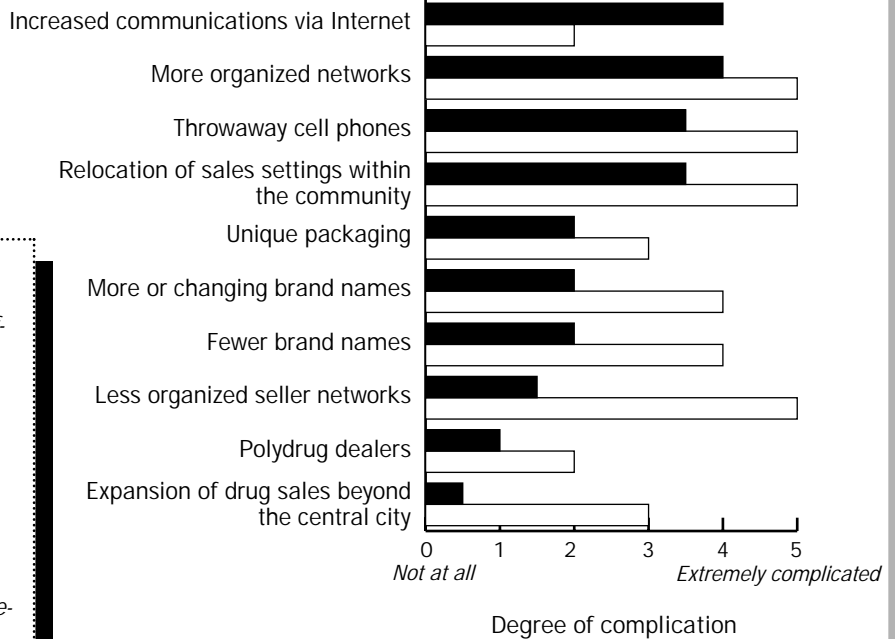 Increased communications via Internet
More organized networks
Throwaway cell phones
Relocation of sales settings within
the community
Unique packaging
More or changing brand names
Fewer brand names
Less organized seller networks
Polydrug dealers
Expansion of drug sales beyond
the central city
0 1 2 3 4 5
Not at all Extremely complicated
e-
Degree of complication